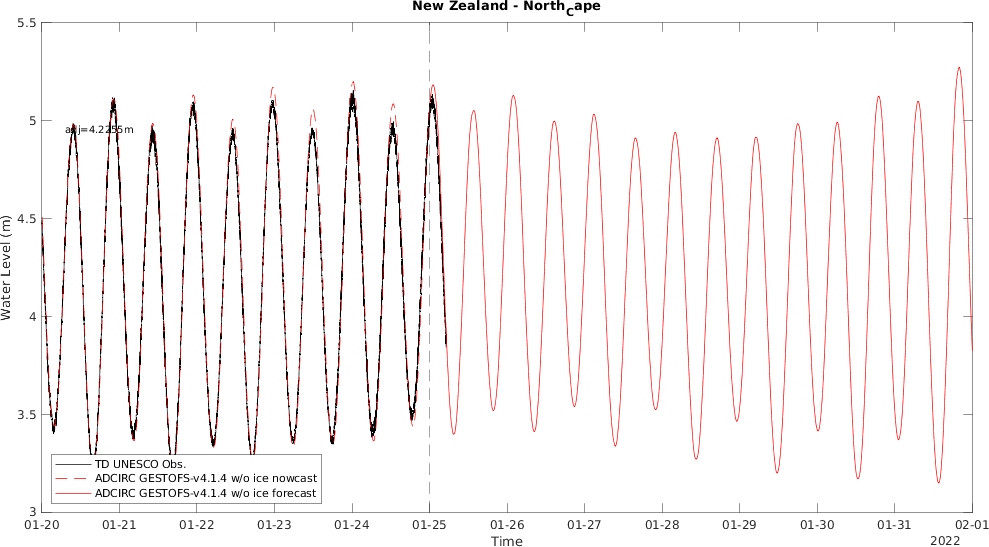 New Zealand - NorthCape
5.5
5
4.5
4
3.5
3
Water Level (m)
adj=4.2255m
TD UNESCO Obs.
ADCIRC GESTOFS-v4.1.4 w/o ice nowcast
ADCIRC GESTOFS-v4.1.4 w/o ice forecast
01-20 01-21 01-22 01-23 01-24 01-25 01-26 01-27 01-28 01-29 01-30 01-31 02-01
Time
2022